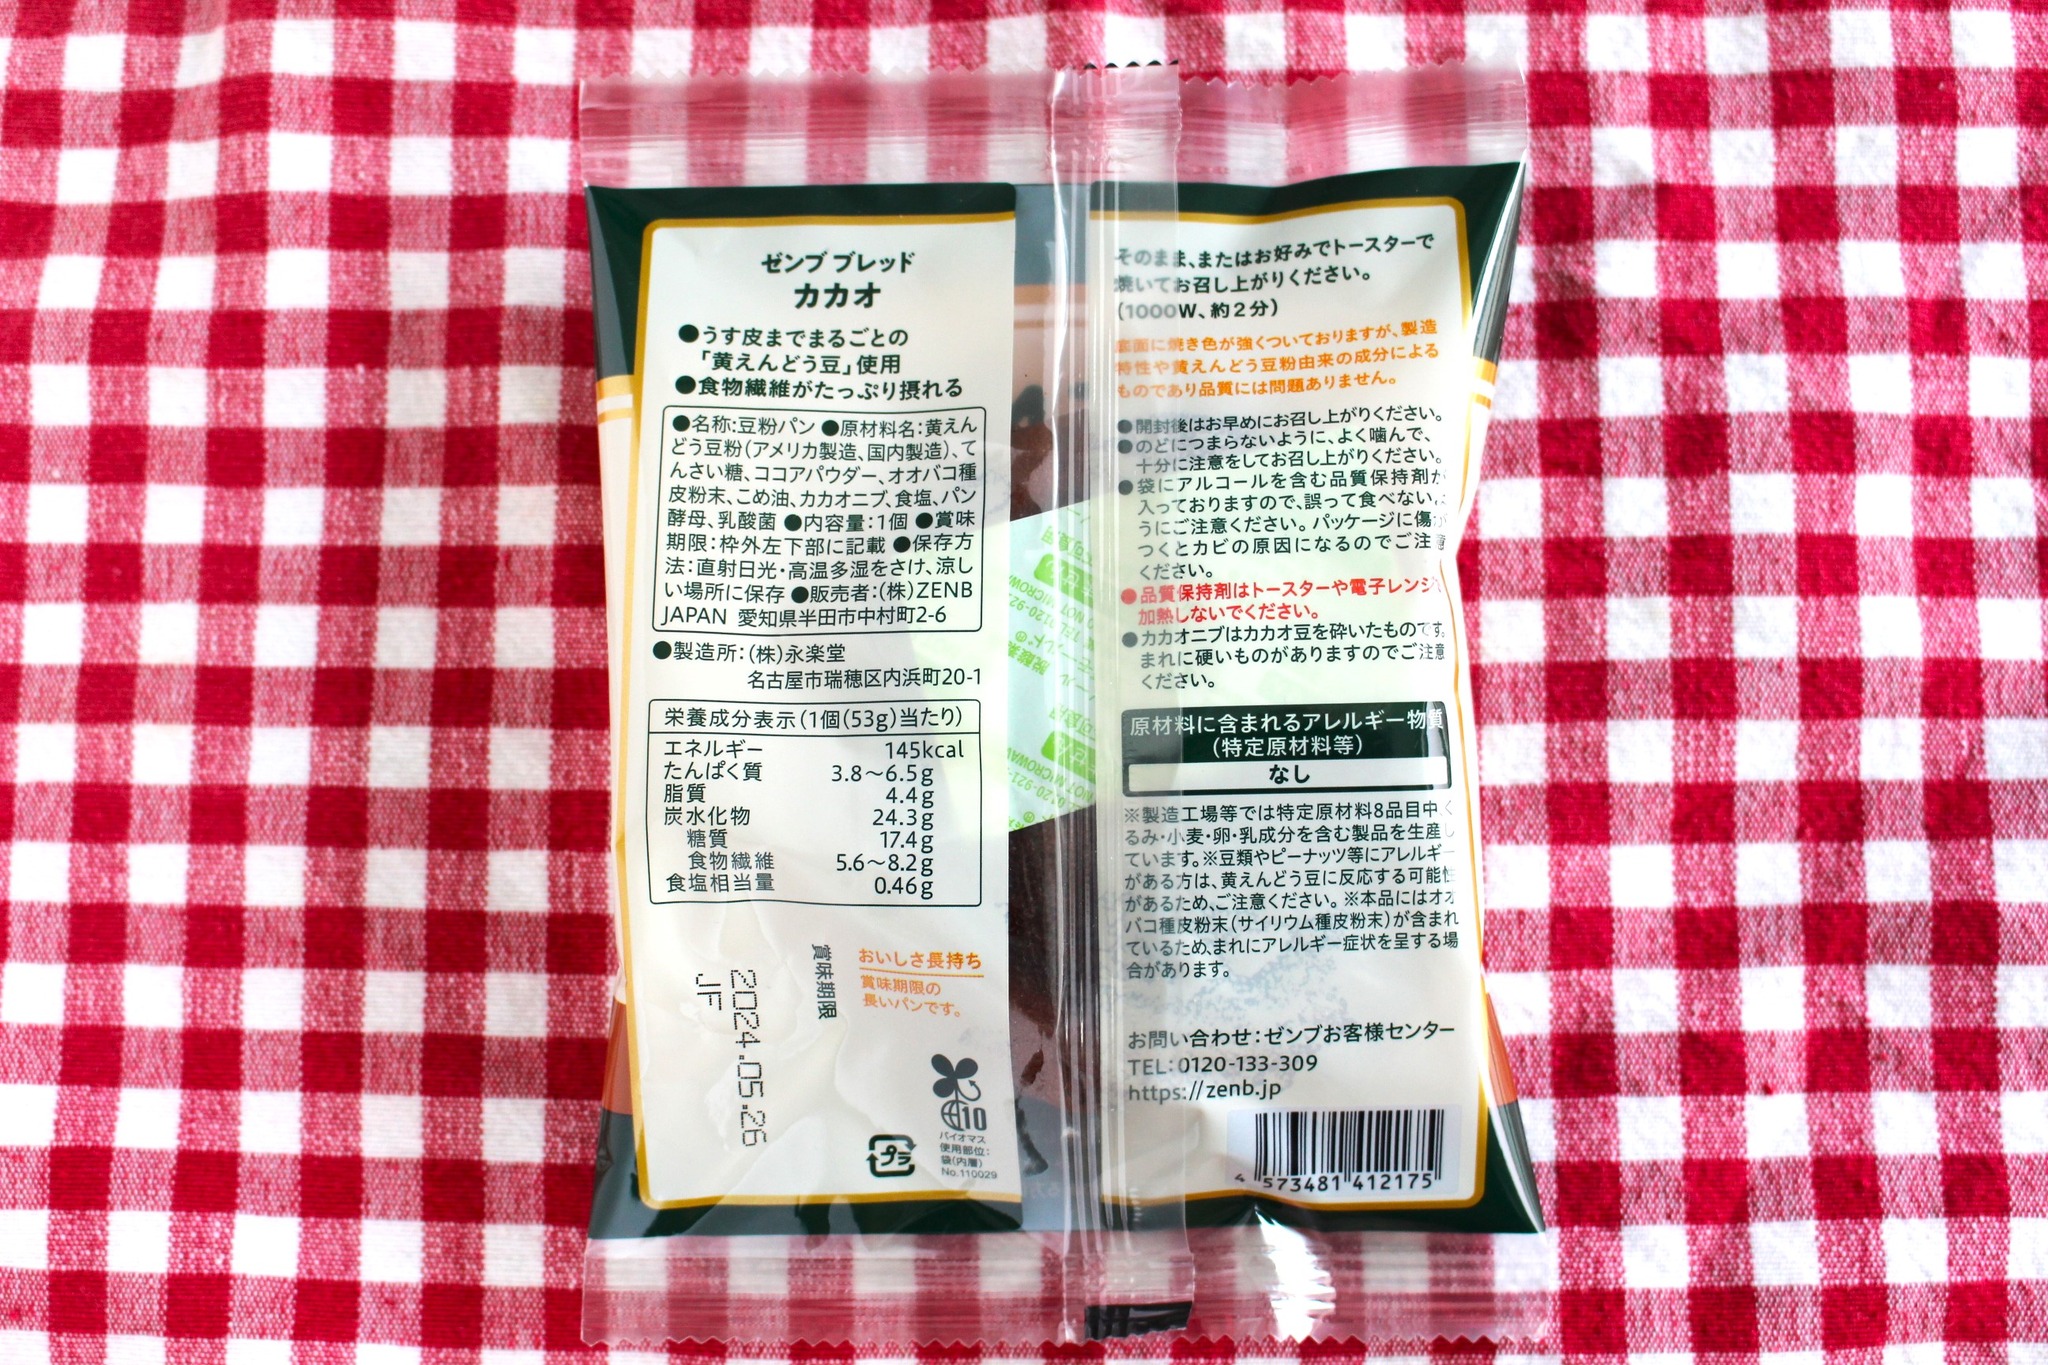 ゼンブ ブレッド
カカオ
●うす皮までまるごとの
「黄えんどう豆」使用
●食物繊維がたっぷり摂れる
●名称:豆粉パン ●原材料名:黄えん
どう豆粉(アメリカ製造、国内製造)、て
んさい糖、ココアパウダー、オオバコ種
皮粉末、こめ油、カカオニブ、食塩、パン
酵母、乳酸菌 ●内容量:1個 ●賞味
期限:枠外左下部に記載 ●保存方
法:直射日光・高温多湿をさけ、涼し
い場所に保存 ●販売者:(株)ZENB
JAPAN 愛知県半田市中村町2-6
●製造所:(株)永楽堂
名古屋市瑞穂区内浜町20-1
栄養成分表示(1個(53g)当たり)
エネルギー 145kcal
たんぱく質 3.8〜6.5g
脂質 4.4g
炭水化物 24.3g
糖質 17.4g
食物繊維 5.6〜8.2g
食塩相当量 0.46g
賞味期限
2024.05.26
JF
おいしさ長持ち
賞味期限の
長いパンです。
プラ
10
バイオマス
使用部位:
袋(内層)
No.110029
そのまま、またはお好みでトースターで
焼いてお召し上がりください。
(1000W、約2分)
底面に焼き色が強くついておりますが、製造
特性や黄えんどう豆粉由来の成分による
ものであり品質には問題ありません。
●開封後はお早めにお召し上がりください。
●のどにつまらないように、よく噛んで、
十分に注意をしてお召し上がりください。
●袋にアルコールを含む品質保持剤が
入っておりますので、誤って食べないよ
うにご注意ください。パッケージに傷が
つくとカビの原因になるのでご注意
ください。
●品質保持剤はトースターや電子レンジで
加熱しないでください。
●カカオニブはカカオ豆を砕いたものです。
まれに硬いものがありますのでご注意
ください。
原材料に含まれるアレルギー物質
(特定原材料等)
なし
※製造工場等では特定原材料8品目中、く
るみ・小麦・卵・乳成分を含む製品を生産し
ています。※豆類やピーナッツ等にアレルギー
がある方は、黄えんどう豆に反応する可能性
があるため、ご注意ください。※本品にはオオ
バコ種皮粉末(サイリウム種皮粉末)が含まれ
ているため、まれにアレルギー症状を呈する場
合があります。
お問い合わせ:ゼンブお客様センター
TEL:0120-133-309
https://zenb.jp
4 573481 412175